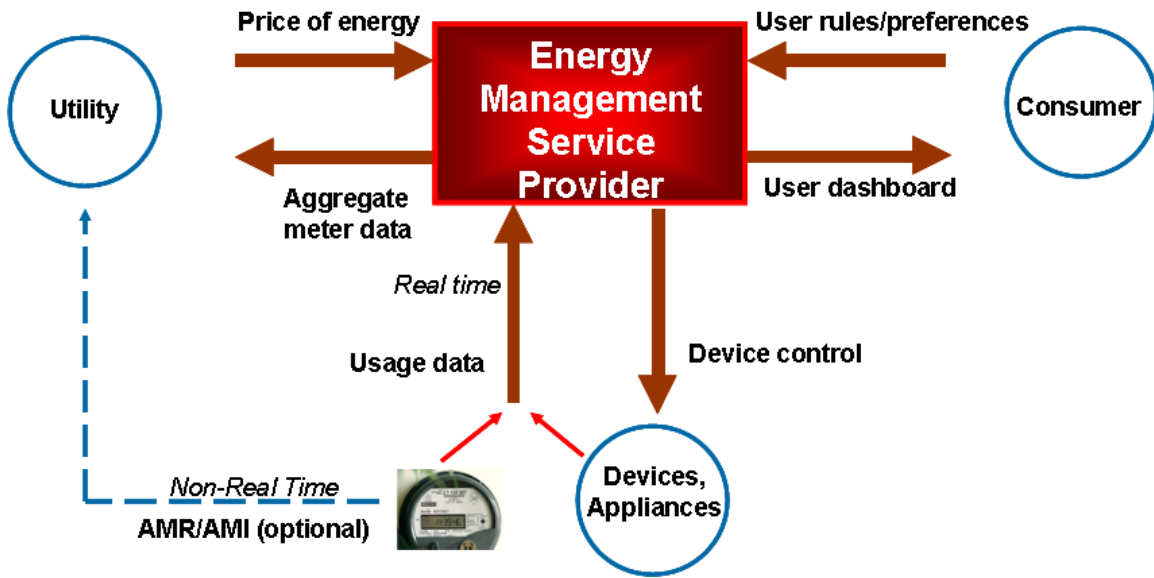 Price of energy
User rules/preferences
Energy
Management
Service
Provider
Utility
Consumer
Aggregate
meter data
User dashboard
Real time
Usage data
Device control
Devices,
Appliances
Non-Real Time
AMR/AMI (optional)